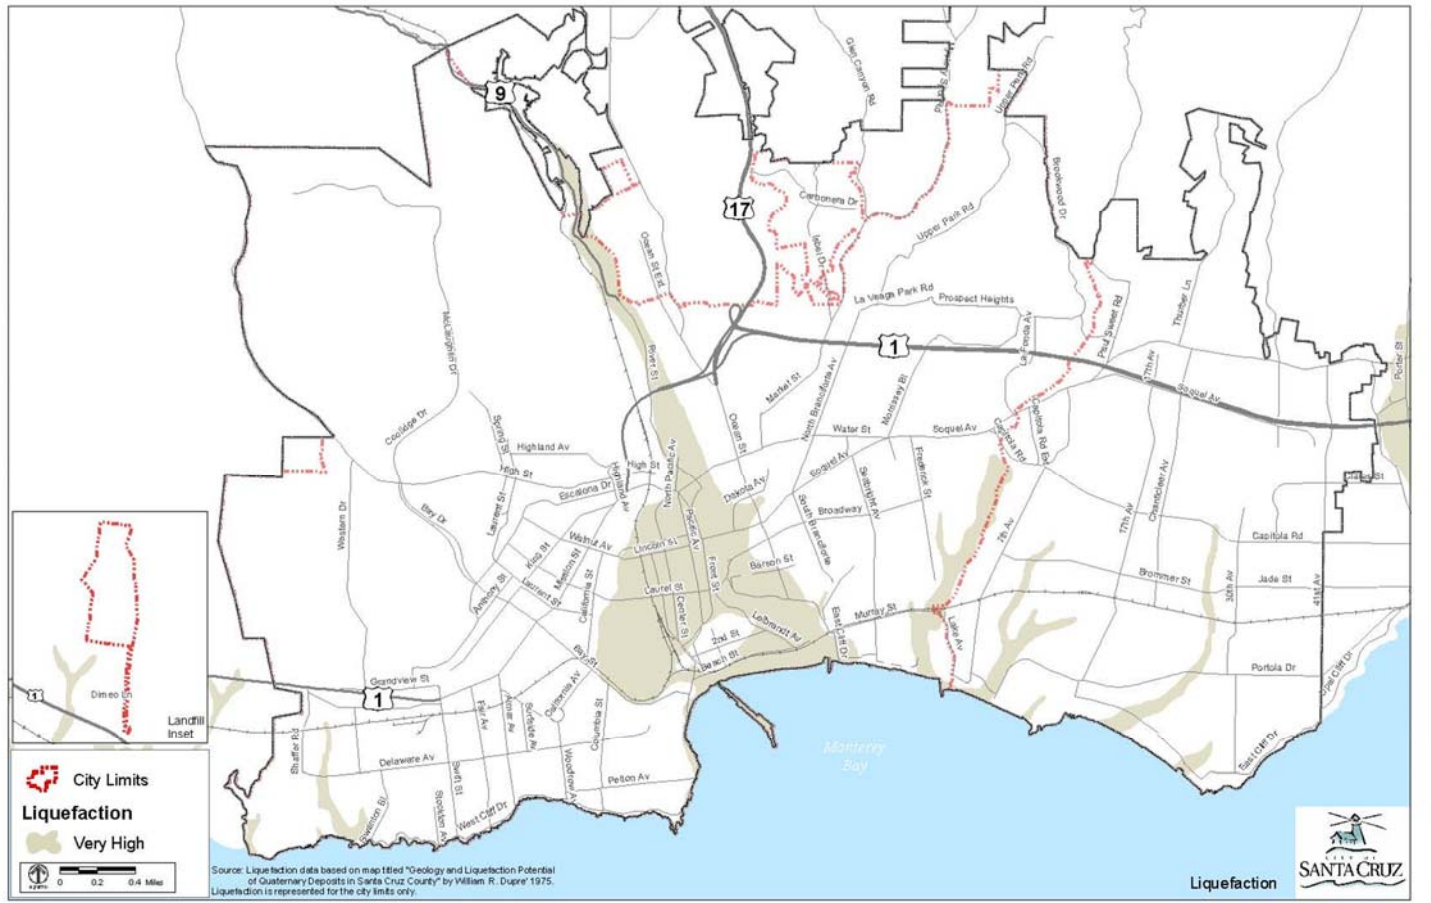 9
17
1
Glen Canyon Rd
Upper Park Rd
Brookwood Dr
Carbonera Dr
Isbel Dr
Upper Park Rd
Ocean St Ext
La Veaga Park Rd
Prospect Heights
La Fonda Av
Paul Sweet Rd
Thurber Ln
Porter St
McLaughlin Dr
River St
Market St
North Branciforte Av
Morrissey Bl
17th Av
Soquel Av
Coolidge Dr
Spring St
Highland Av
High St
High St
Highland Av
North Pacific Av
Ocean St
Water St
Soquel Av
Capitola Rd
Capitola Rd Ext
Escalona Dr
Laurent St
Bay Dr
Western Dr
Dakota Av
Soquel Av
Seabright Av
Frederick St
Broadway
South Branciforte
7th Av
17th Av
Chanticleer Av
Capitola Rd
Walnut Av
Lincoln St
Pacific Av
King St
Mission St
Laurent St
Anthony St
California St
Laurel St
Center St
Front St
Barson St
Brommer St
30th Av
Jade St
41st Av
2nd St
Leibrandt Av
Beach St
East Cliff Dr
Murray St
Lake Av
Portola Dr
Opal Cliff Dr
East Cliff Dr
Bay St
California Av
Columbia St
Grandview St
1
Fair Av
Almar Av
Surfside Av
Woodrow Av
Shaffer Rd
Delaware Av
Pelton Av
Swift St
Stockton Av
Swanton Bl
West Cliff Dr
Monterey
Bay
1
Dimeo Ln
Landfill
Inset
City Limits
Liquefaction
Very High
0 0.2 0.4 Miles
Source: Liquefaction data based on map titled "Geology and Liquefaction Potential
of Quaternary Deposits in Santa Cruz County" by William R. Dupre' 1975.
Liquefaction is represented for the city limits only.
Liquefaction
CITY OF
SANTA CRUZ